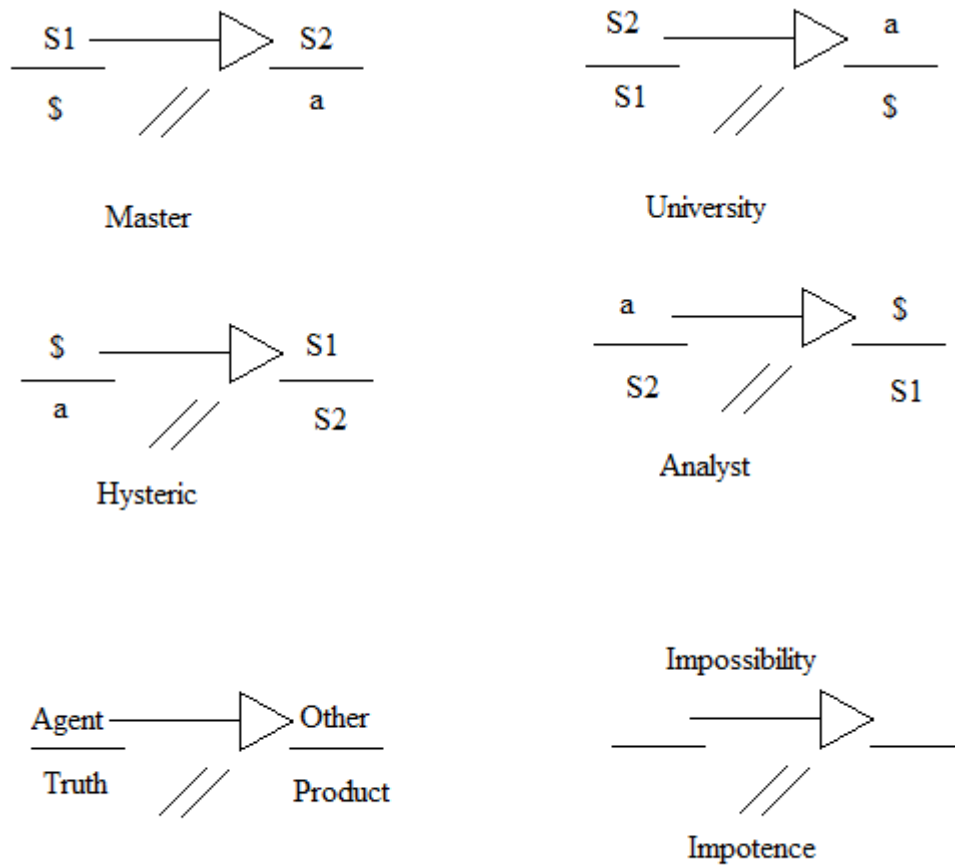 S1 S2
$ a
Master
S2 a
S1 $
University
$ S1
a S2
Hysteric
a $
S2 S1
Analyst
Agent Other
Truth Product
Impossibility
Impotence